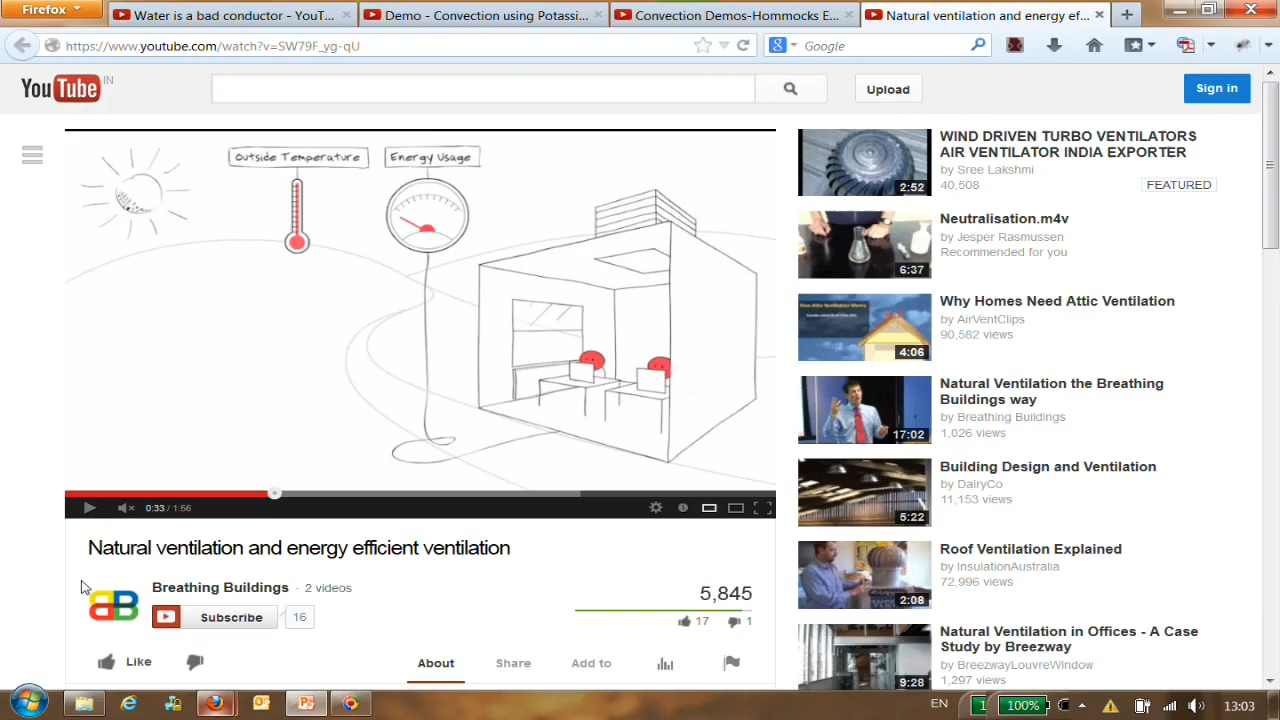 Firefox
Water is a bad conductor - YouT...
Demo - Convection using Potassi...
Convection Demos-Hommocks E...
Natural ventilation and energy ef...
https://www.youtube.com/watch?v=SW79F_yg-qU
Google
YouTube IN
Upload
Sign in
Outside Temperature
Energy Usage
0:33 / 1:56
Natural ventilation and energy efficient ventilation
Breathing Buildings · 2 videos
Subscribe 16
5,845
17 1
Like
About Share Add to
WIND DRIVEN TURBO VENTILATORS
AIR VENTILATOR INDIA EXPORTER
by Sree Lakshmi
40,508 FEATURED
2:52
Neutralisation.m4v
by Jesper Rasmussen
Recommended for you
6:37
Why Homes Need Attic Ventilation
by AirVentClips
90,582 views
4:06
Natural Ventilation the Breathing
Buildings way
by Breathing Buildings
1,026 views
17:02
Building Design and Ventilation
by DairyCo
11,153 views
5:22
Roof Ventilation Explained
by InsulationAustralia
72,996 views
2:08
Natural Ventilation in Offices - A Case
Study by Breezway
by BreezwayLouvreWindow
1,297 views
9:28
EN
1
100%
13:03